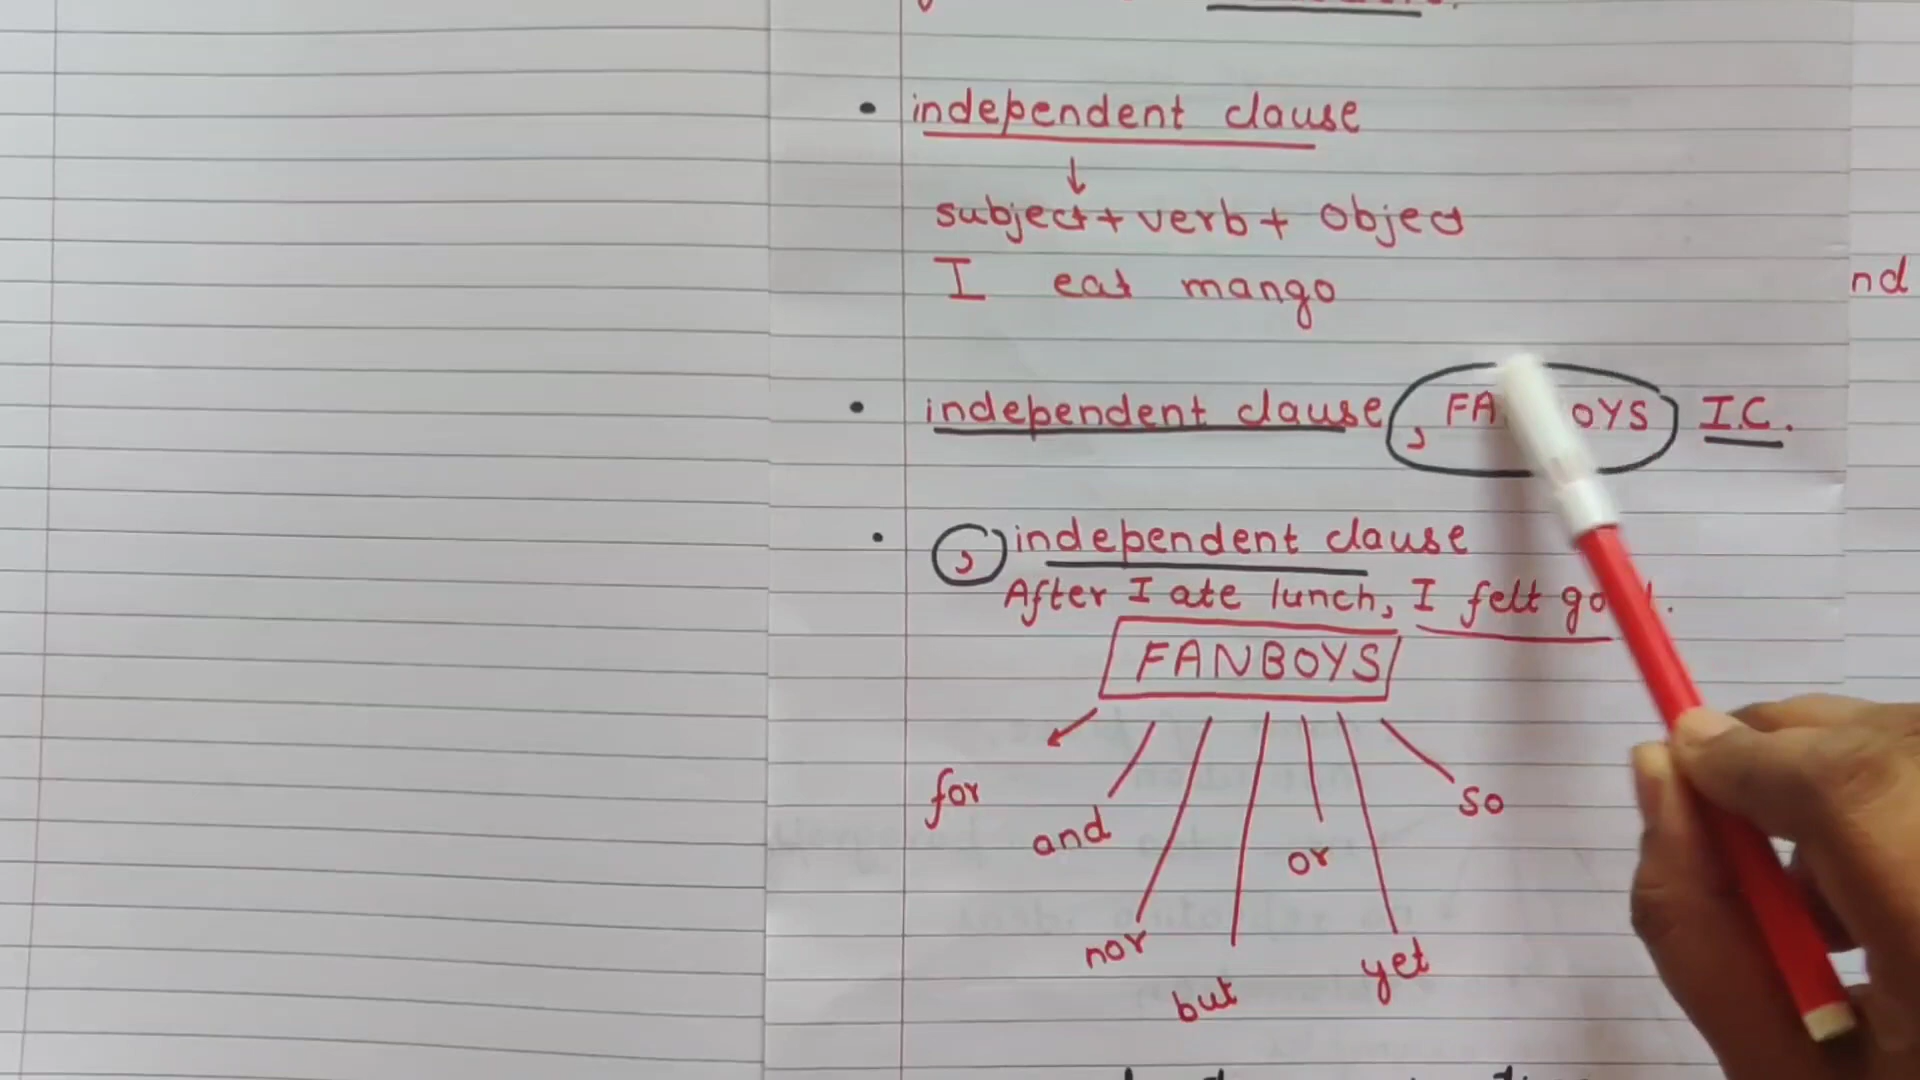 • independent clause
↓
subject + verb + object
I eat mango
nd
• independent clause, FA OYS I.C.
• , independent clause
After I ate lunch, I felt go .
FANBOYS
for
and
nor
but
or
yet
so